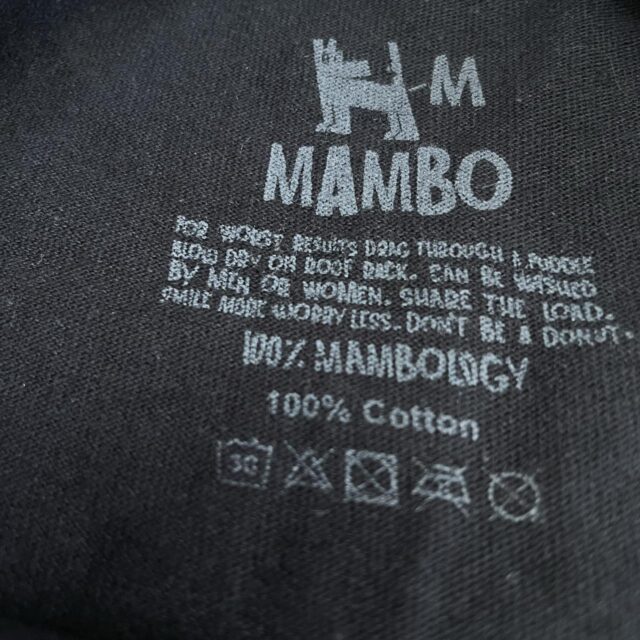 M
MAMBO
FOR WORST RESULTS DRAG THROUGH A PUDDLE
BLOW DRY ON ROOF RACK. CAN BE WASHED
BY MEN OR WOMEN. SHARE THE LOAD.
SMILE MORE WORRY LESS. DON'T BE A DONUT.
100% MAMBOLOGY
100% Cotton
30